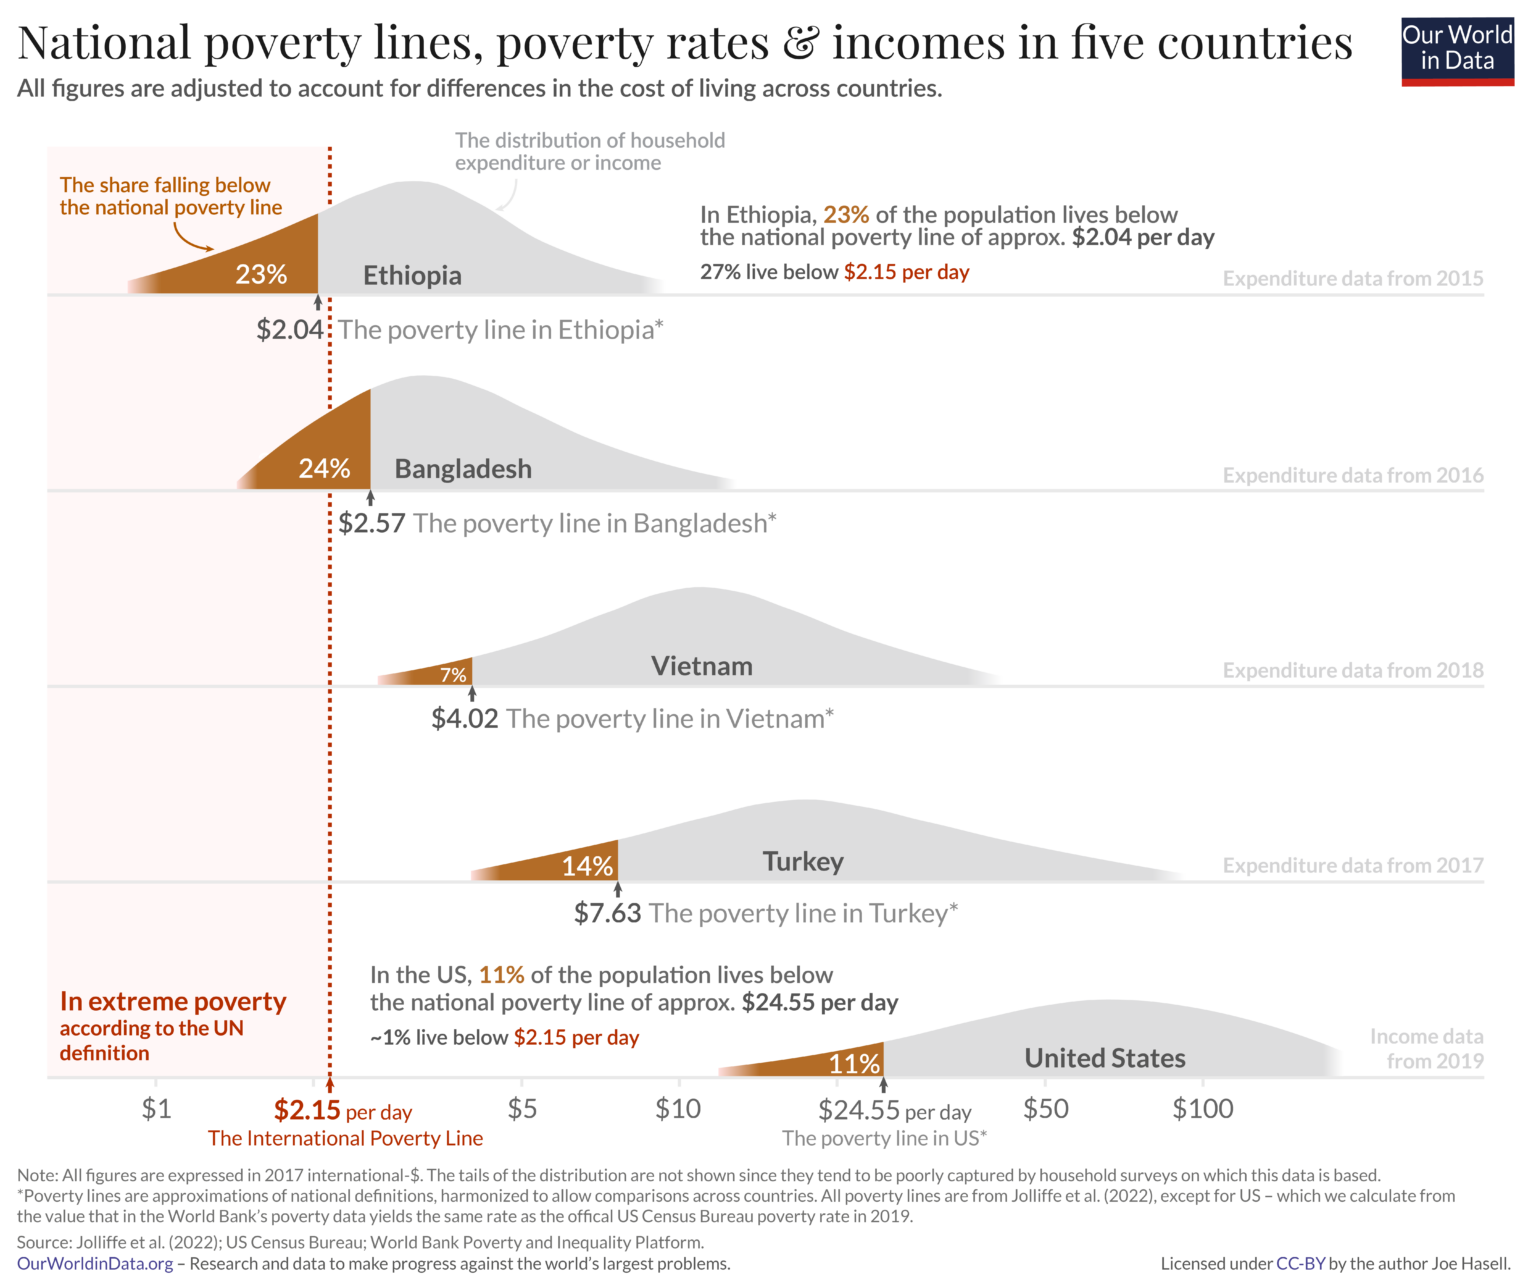 National poverty lines, poverty rates & incomes in five countries
Our World
in Data
All figures are adjusted to account for differences in the cost of living across countries.
The distribution of household
expenditure or income
The share falling below
the national poverty line
In Ethiopia, 23% of the population lives below
the national poverty line of approx. $2.04 per day
27% live below $2.15 per day
23%
Ethiopia
Expenditure data from 2015
$2.04 The poverty line in Ethiopia*
24%
Bangladesh
Expenditure data from 2016
$2.57 The poverty line in Bangladesh*
7%
Vietnam
Expenditure data from 2018
$4.02 The poverty line in Vietnam*
14%
Turkey
Expenditure data from 2017
$7.63 The poverty line in Turkey*
In the US, 11% of the population lives below
the national poverty line of approx. $24.55 per day
~1% live below $2.15 per day
In extreme poverty
according to the UN
definition
11%
United States
Income data
from 2019
$1
$2.15 per day
The International Poverty Line
$5
$10
$24.55 per day
The poverty line in US*
$50
$100
Note: All figures are expressed in 2017 international-$. The tails of the distribution are not shown since they tend to be poorly captured by household surveys on which this data is based.
*Poverty lines are approximations of national definitions, harmonized to allow comparisons across countries. All poverty lines are from Jolliffe et al. (2022), except for US – which we calculate from
the value that in the World Bank's poverty data yields the same rate as the offical US Census Bureau poverty rate in 2019.
Source: Jolliffe et al. (2022); US Census Bureau; World Bank Poverty and Inequality Platform.
OurWorldinData.org – Research and data to make progress against the world's largest problems.
Licensed under CC-BY by the author Joe Hasell.